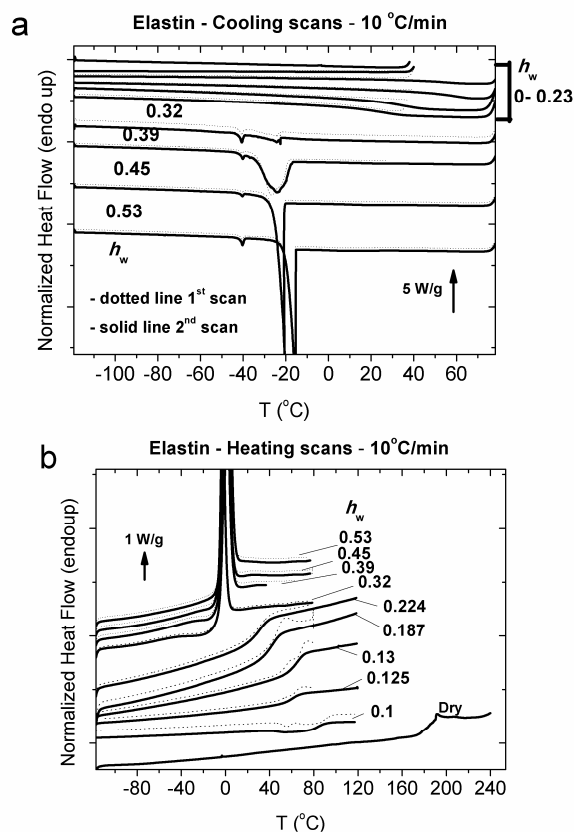 a
Elastin - Cooling scans - 10 °C/min
Normalized Heat Flow (endo up)
hw
0- 0.23
0.32
0.39
0.45
0.53
hw
- dotted line 1st scan
- solid line 2nd scan
5 W/g
-100 -80 -60 -40 -20 0 20 40 60
T (°C)
b
Elastin - Heating scans - 10°C/min
Normalized Heat Flow (endoup)
1 W/g
hw
0.53
0.45
0.39
0.32
0.224
0.187
0.13
0.125
0.1
Dry
-80 -40 0 40 80 120 160 200 240
T (°C)